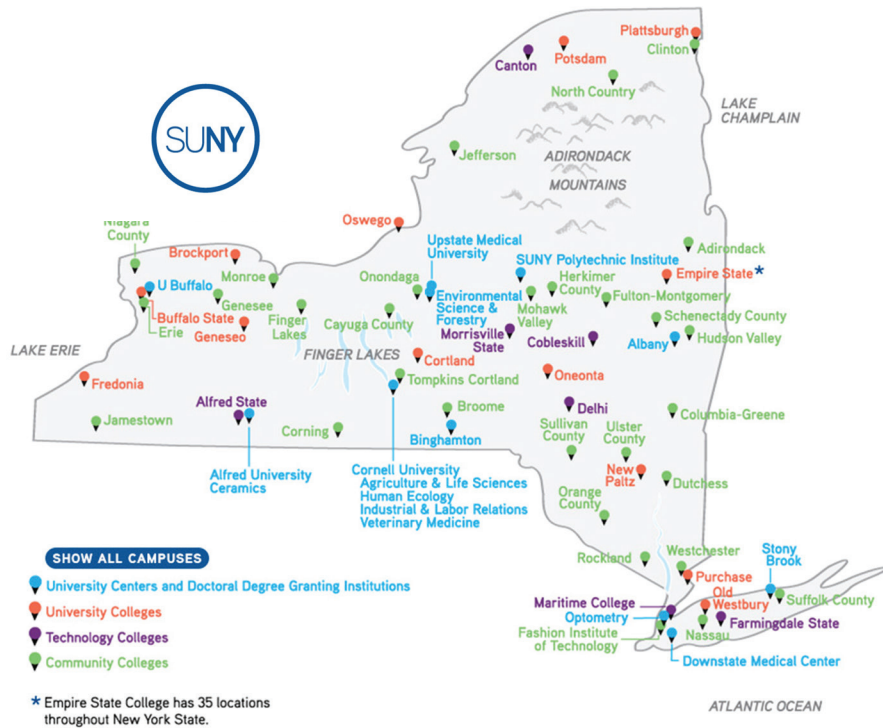 Plattsburgh
Clinton
Potsdam
Canton
North Country
LAKE
CHAMPLAIN
SUNY
Jefferson
ADIRONDACK
MOUNTAINS
Oswego
Niagara
County
Brockport
Upstate Medical
University
SUNY Polytechnic Institute
Adirondack
Empire State*
U Buffalo
Monroe
Onondaga
Herkimer
County
Genesee
Environmental
Science &
Forestry
Mohawk
Valley
Fulton-Montgomery
Buffalo State
Erie
Geneseo
Finger
Lakes
Cayuga County
Morrisville
State
Cobleskill
Schenectady County
Albany
Hudson Valley
LAKE ERIE
FINGER LAKES
Cortland
Tompkins Cortland
Oneonta
Fredonia
Alfred State
Broome
Delhi
Columbia-Greene
Jamestown
Corning
Binghamton
Sullivan
County
Ulster
County
Alfred University
Ceramics
Cornell University
Agriculture & Life Sciences
Human Ecology
Industrial & Labor Relations
Veterinary Medicine
New
Paltz
Dutchess
Orange
County
Rockland
Westchester
Stony
Brook
SHOW ALL CAMPUSES
University Centers and Doctoral Degree Granting Institutions
University Colleges
Technology Colleges
Community Colleges
Purchase
Old
Westbury
Suffolk County
Maritime College
Optometry
Fashion Institute
of Technology
Nassau
Farmingdale State
Downstate Medical Center
* Empire State College has 35 locations
throughout New York State.
ATLANTIC OCEAN